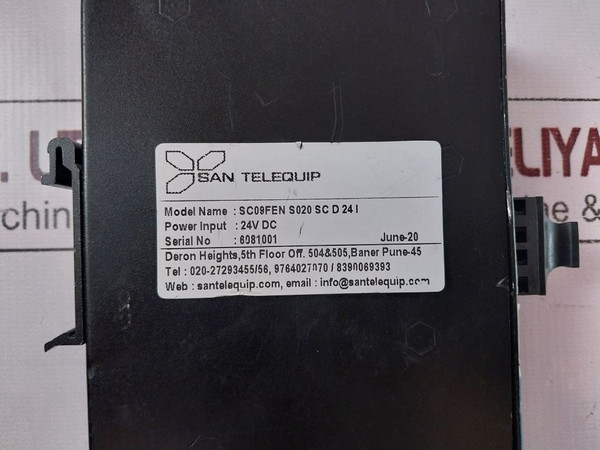 SAN TELEQUIP
Model Name : SC09FEN S020 SC D 24 I
Power Input : 24V DC
Serial No : 6081001 June-20
Deron Heights,5th Floor Off. 504&505,Baner Pune-45
Tel : 020-27293455/56, 9764027070 / 8390069393
Web : santelequip.com, email : info@santelequip.com